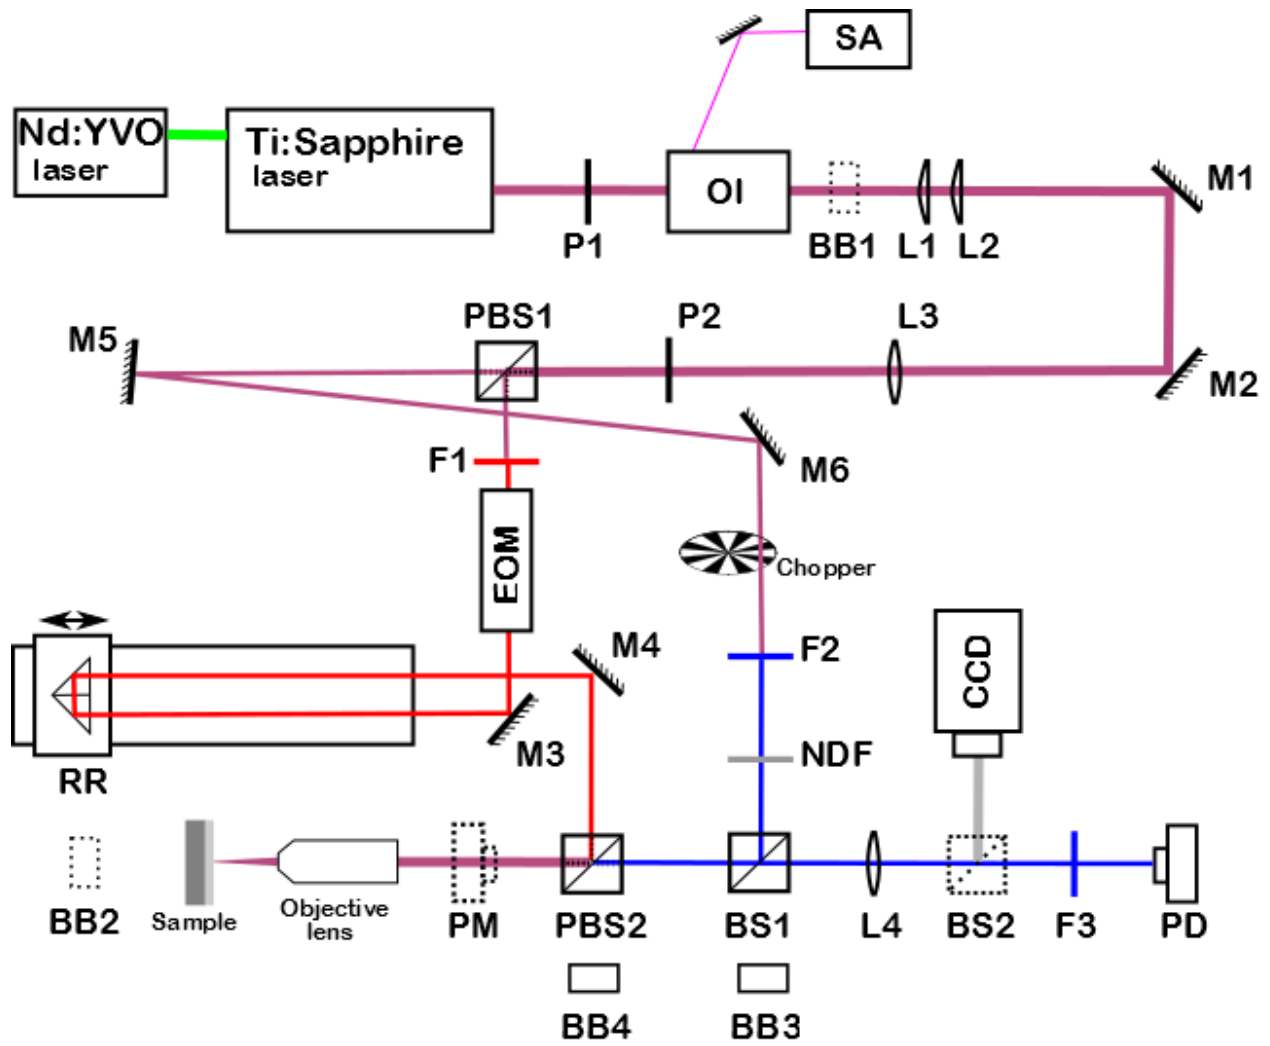 SA
Nd:YVO
laser
Ti:Sapphire
laser
OI
M1
P1
BB1
L1
L2
PBS1
P2
L3
M5
M2
F1
M6
EOM
Chopper
M4
F2
CCD
M3
NDF
RR
BB2
Sample
Objective
lens
PM
PBS2
BS1
L4
BS2
F3
PD
BB4
BB3